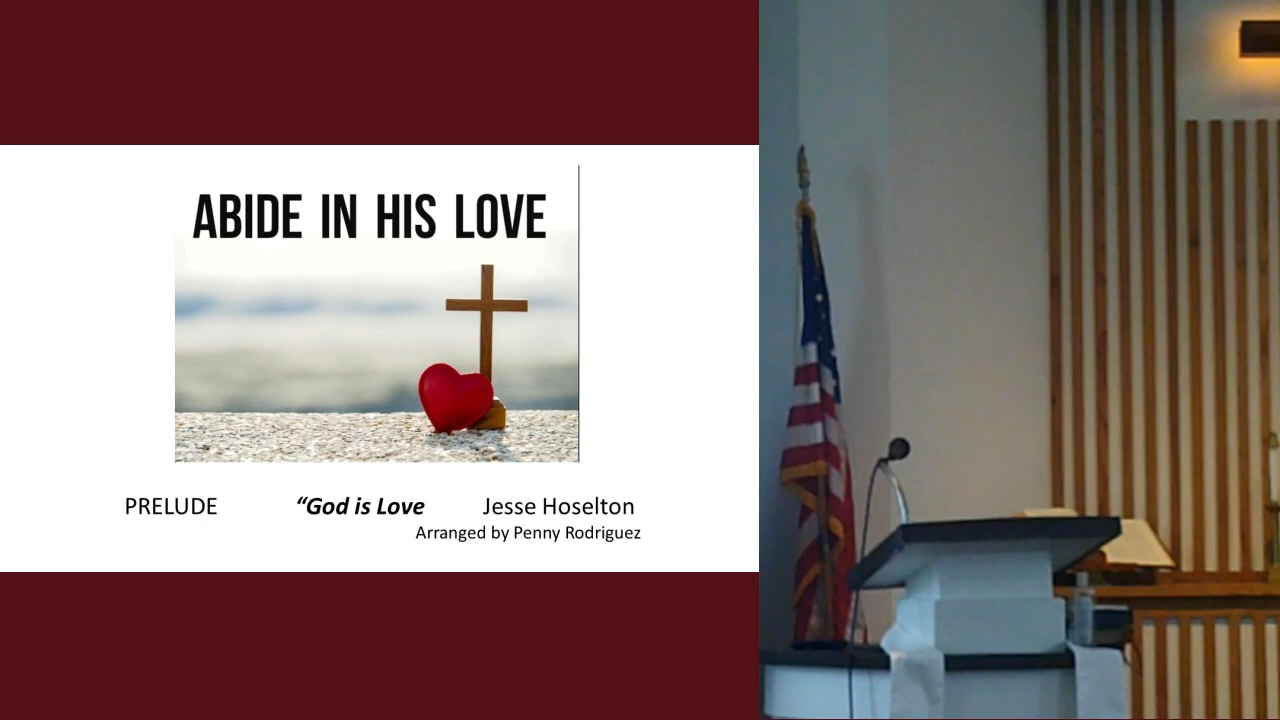 ABIDE IN HIS LOVE
PRELUDE “God is Love Jesse Hoselton
Arranged by Penny Rodriguez